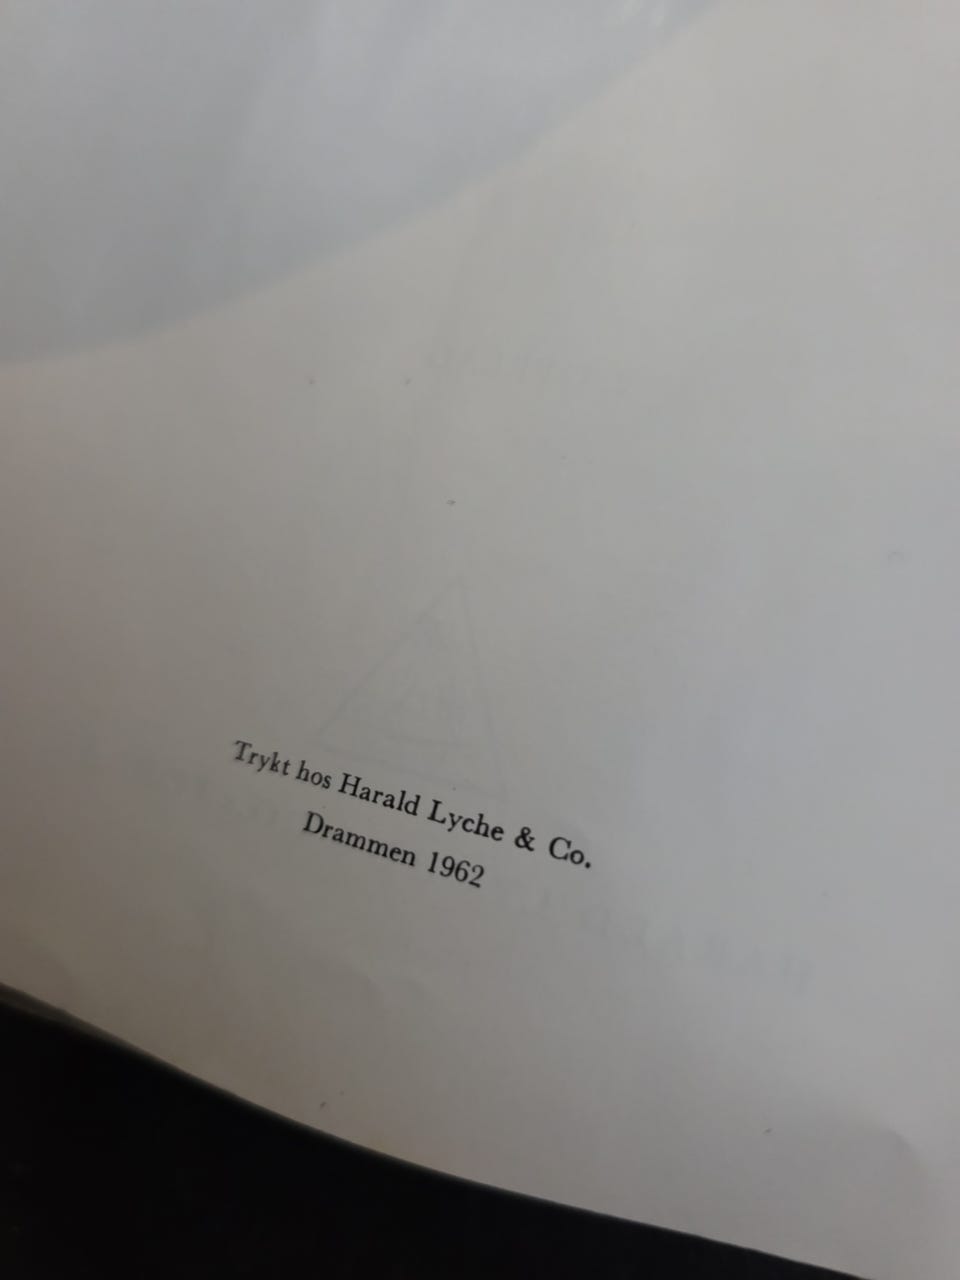 Trykt hos Harald Lyche & Co.
Drammen 1962